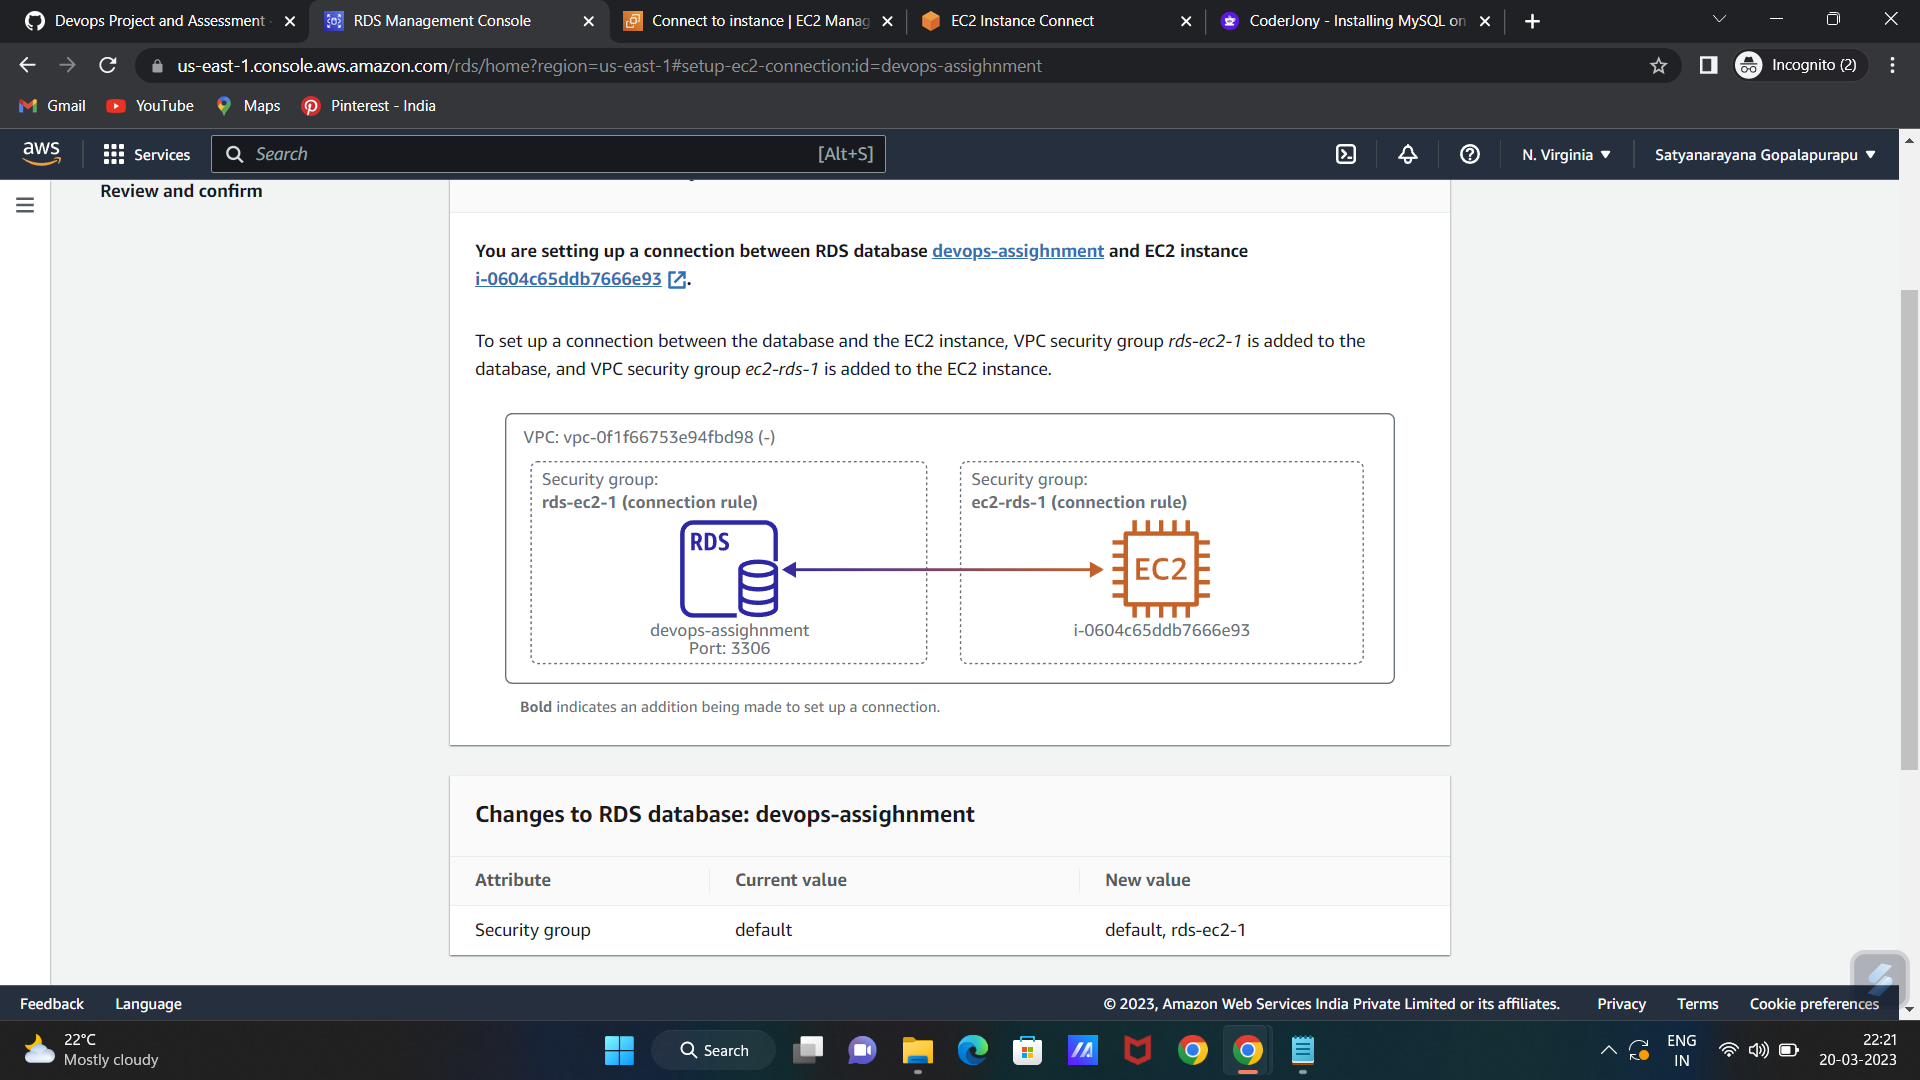 Devops Project and Assessment
RDS Management Console
Connect to instance | EC2 Manag
EC2 Instance Connect
CoderJony - Installing MySQL on
us-east-1.console.aws.amazon.com/rds/home?region=us-east-1#setup-ec2-connection:id=devops-assighnment
Incognito (2)
Gmail
YouTube
Maps
Pinterest - India
aws
Services
Search
[Alt+S]
N. Virginia
Satyanarayana Gopalapurapu
Review and confirm
You are setting up a connection between RDS database devops-assighnment and EC2 instance
i-0604c65ddb7666e93.
To set up a connection between the database and the EC2 instance, VPC security group rds-ec2-1 is added to the
database, and VPC security group ec2-rds-1 is added to the EC2 instance.
VPC: vpc-0f1f66753e94fbd98 (-)
Security group:
rds-ec2-1 (connection rule)
RDS
devops-assighnment
Port: 3306
Security group:
ec2-rds-1 (connection rule)
EC2
i-0604c65ddb7666e93
Bold indicates an addition being made to set up a connection.
Changes to RDS database: devops-assighnment
Attribute
Current value
New value
Security group
default
default, rds-ec2-1
Feedback
Language
© 2023, Amazon Web Services India Private Limited or its affiliates.
Privacy
Terms
Cookie preferences
22°C
Mostly cloudy
Search
ENG
IN
22:21
20-03-2023